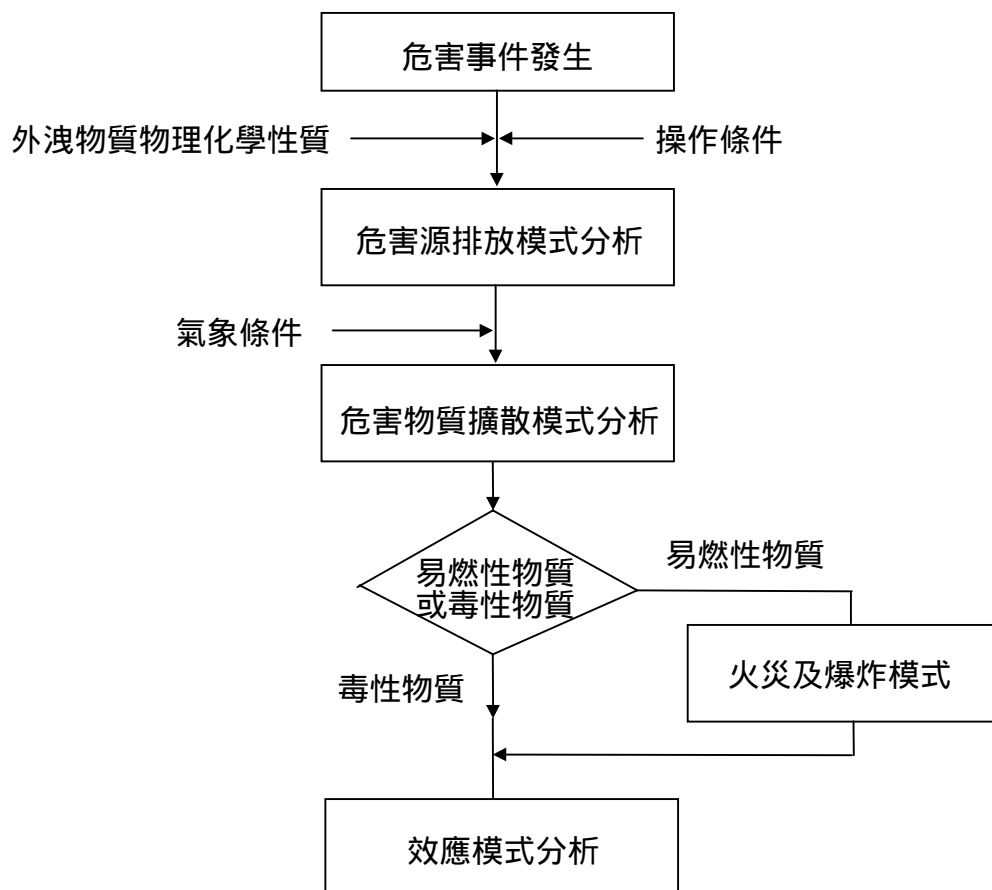 危害事件發生
外洩物質物理化學性質
操作條件
危害源排放模式分析
氣象條件
危害物質擴散模式分析
易燃性物質
易燃性物質
或毒性物質
火災及爆炸模式
毒性物質
效應模式分析